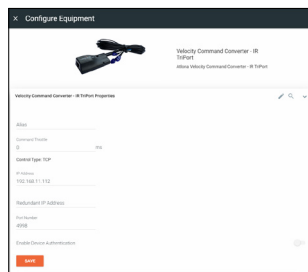 × Configure Equipment
Velocity Command Converter - IR
TriPort
Atlona Velocity Command Converter - IR TriPort
Velocity Command Converter - IR TriPort Properties
Alias
Command Throttle
0 ms
Control Type: TCP
IP Address
192.168.11.112
Redundant IP Address
Port Number
4998
Enable Device Authentication
SAVE